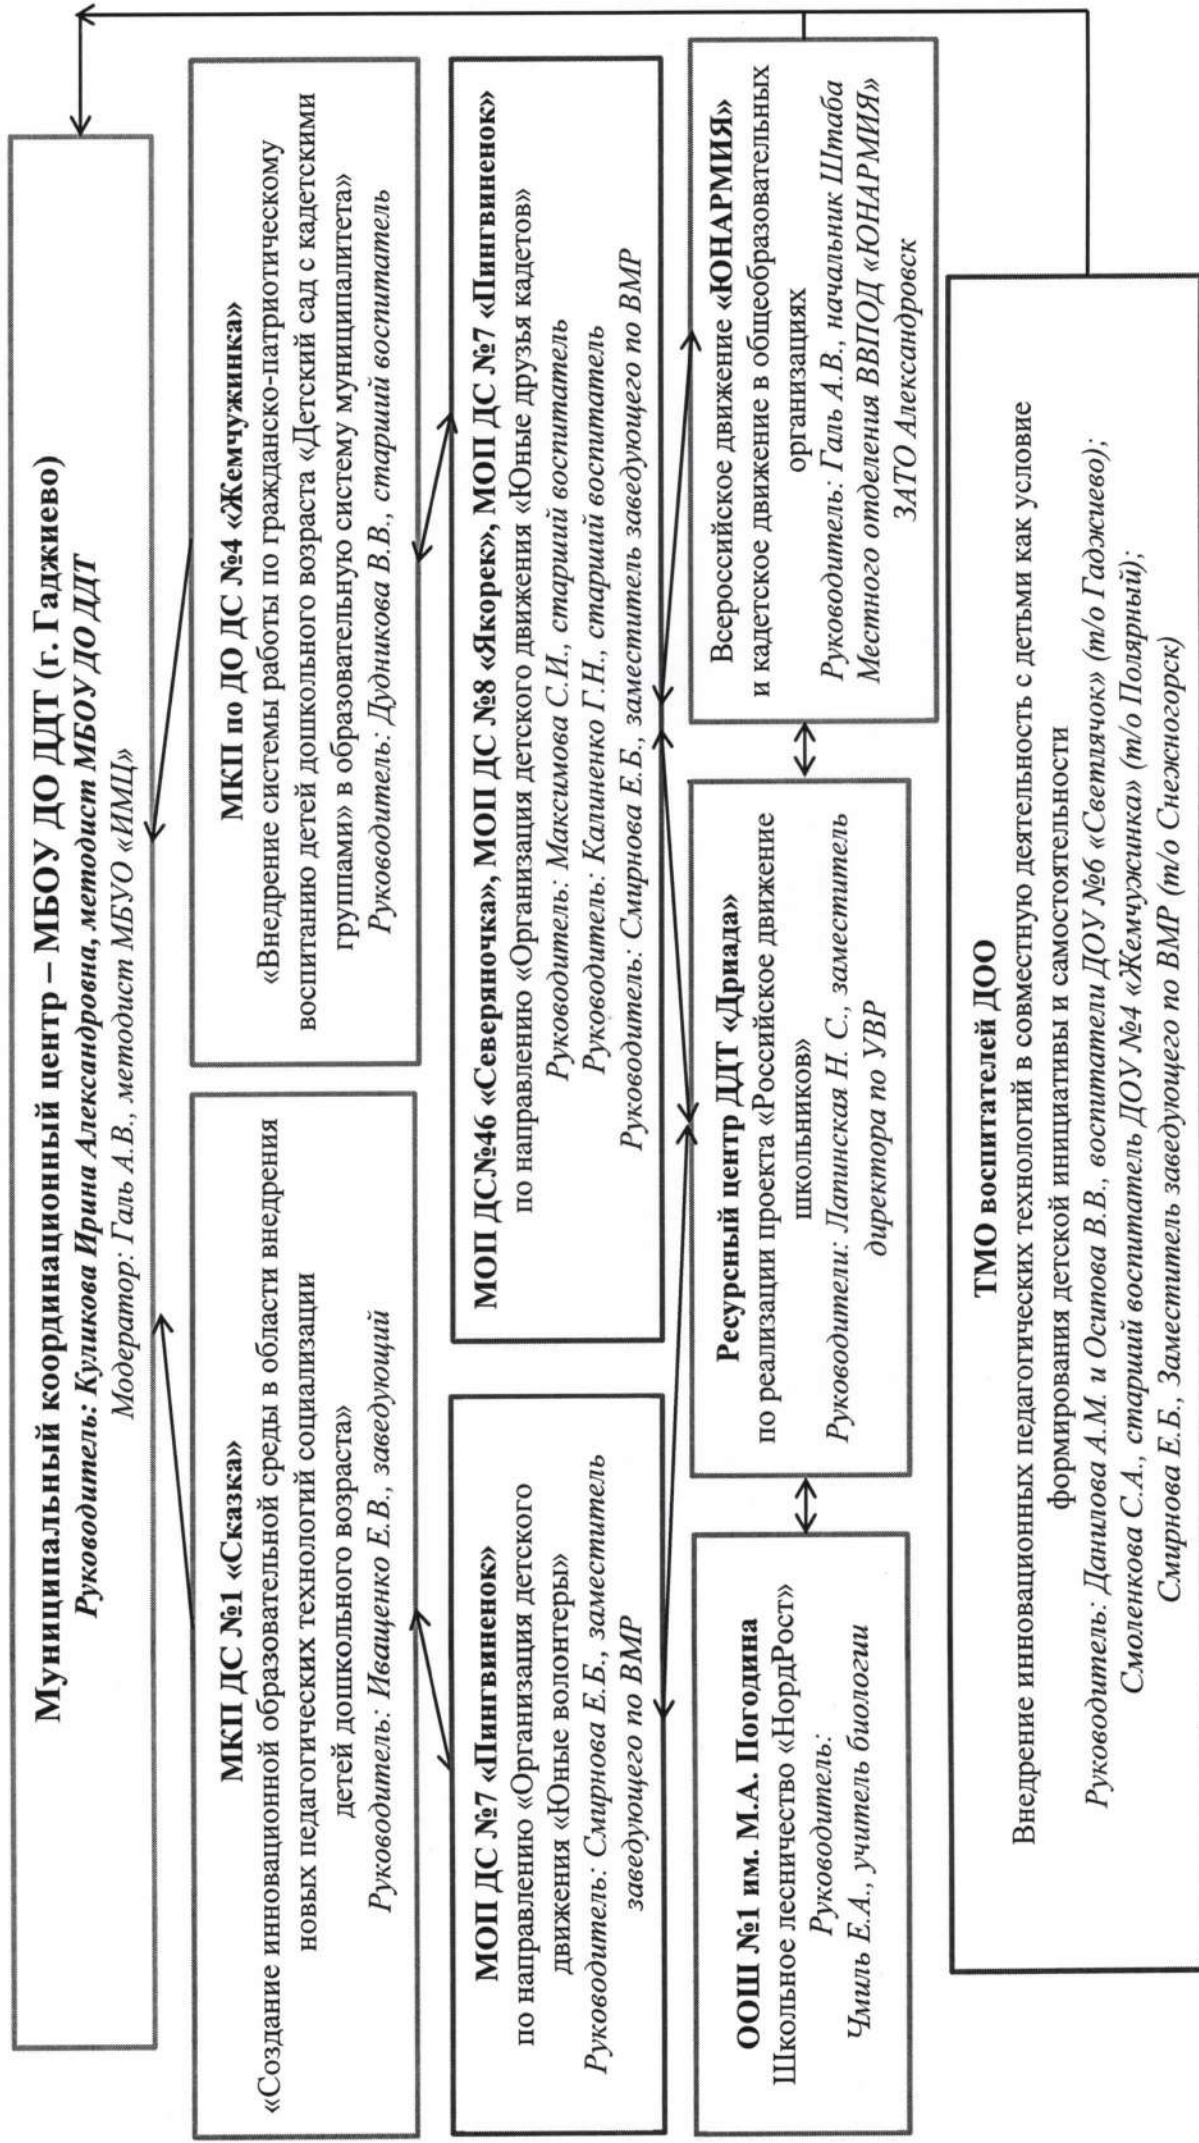 Муниципальный координационный центр – МБОУ ДО ДДТ (г. Гаджиево)
Руководитель: Куликова Ирина Александровна, методист МБОУ ДО ДДТ
Модератор: Галь А.В., методист МБУО «ИМЦ»
МКП ДС №1 «Сказка»
«Создание инновационной образовательной среды в области внедрения
новых педагогических технологий социализации
детей дошкольного возраста»
Руководитель: Иващенко Е.В., заведующий
МКП по ДО ДС №4 «Жемчужинка»
«Внедрение системы работы по гражданско-патриотическому
воспитанию детей дошкольного возраста «Детский сад с кадетскими
группами» в образовательную систему муниципалитета»
Руководитель: Дудникова В.В., старший воспитатель
МОП ДС №7 «Пингвиненок»
по направлению «Организация детского
движения «Юные волонтеры»
Руководитель: Смирнова Е.Б., заместитель
заведующего по ВМР
МОП ДС№46 «Северяночка», МОП ДС №8 «Якорек», МОП ДС №7 «Пингвиненок»
по направлению «Организация детского движения «Юные друзья кадетов»
Руководитель: Максимова С.И., старший воспитатель
Руководитель: Калиненко Г.Н., старший воспитатель
Руководитель: Смирнова Е.Б., заместитель заведующего по ВМР
ООШ №1 им. М.А. Погодина
Школьное лесничество «НордРост»
Руководитель:
Чмиль Е.А., учитель биологии
Ресурсный центр ДДТ «Дриада»
по реализации проекта «Российское движение
школьников»
Руководители: Лапинская Н. С., заместитель
директора по УВР
Всероссийское движение «ЮНАРМИЯ»
и кадетское движение в общеобразовательных
организациях
Руководитель: Галь А.В., начальник Штаба
Местного отделения ВВПОД «ЮНАРМИЯ»
ЗАТО Александровск
ТМО воспитателей ДОО
Внедрение инновационных педагогических технологий в совместную деятельность с детьми как условие
формирования детской инициативы и самостоятельности
Руководитель: Данилова А.М. и Осипова В.В., воспитатели ДОУ №6 «Светлячок» (т/о Гаджиево);
Смоленкова С.А., старший воспитатель ДОУ №4 «Жемчужинка» (т/о Полярный);
Смирнова Е.Б., Заместитель заведующего по ВМР (т/о Снежногорск)